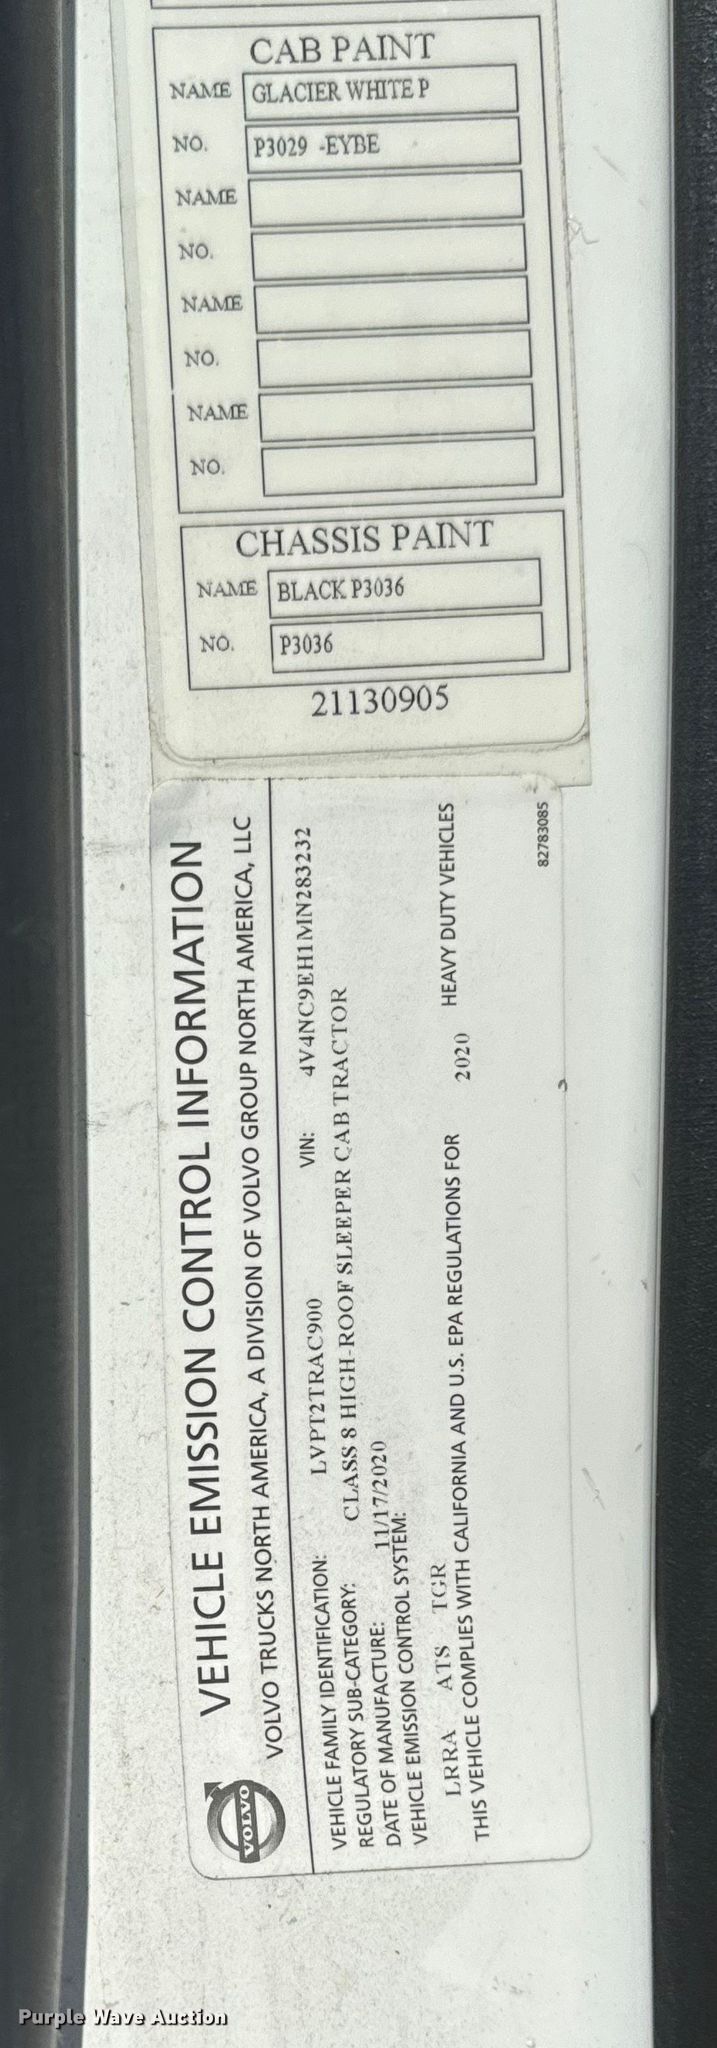 CAB PAINT
NAME GLACIER WHITE P
NO. P3029 -EYBE
NAME
NO.
NAME
NO.
NAME
NO.
CHASSIS PAINT
NAME BLACK P3036
NO. P3036
21130905
VEHICLE EMISSION CONTROL INFORMATION
VOLVO
VOLVO TRUCKS NORTH AMERICA, A DIVISION OF VOLVO GROUP NORTH AMERICA, LLC
VEHICLE FAMILY IDENTIFICATION: LVPT2TRAC900 VIN: 4V4NC9EH1MN283232
REGULATORY SUB-CATEGORY: CLASS 8 HIGH-ROOF SLEEPER CAB TRACTOR
DATE OF MANUFACTURE: 11/17/2020
VEHICLE EMISSION CONTROL SYSTEM:
LRRA ATS TGR
THIS VEHICLE COMPLIES WITH CALIFORNIA AND U.S. EPA REGULATIONS FOR 2020 HEAVY DUTY VEHICLES
82783085
Purple Wave Auction